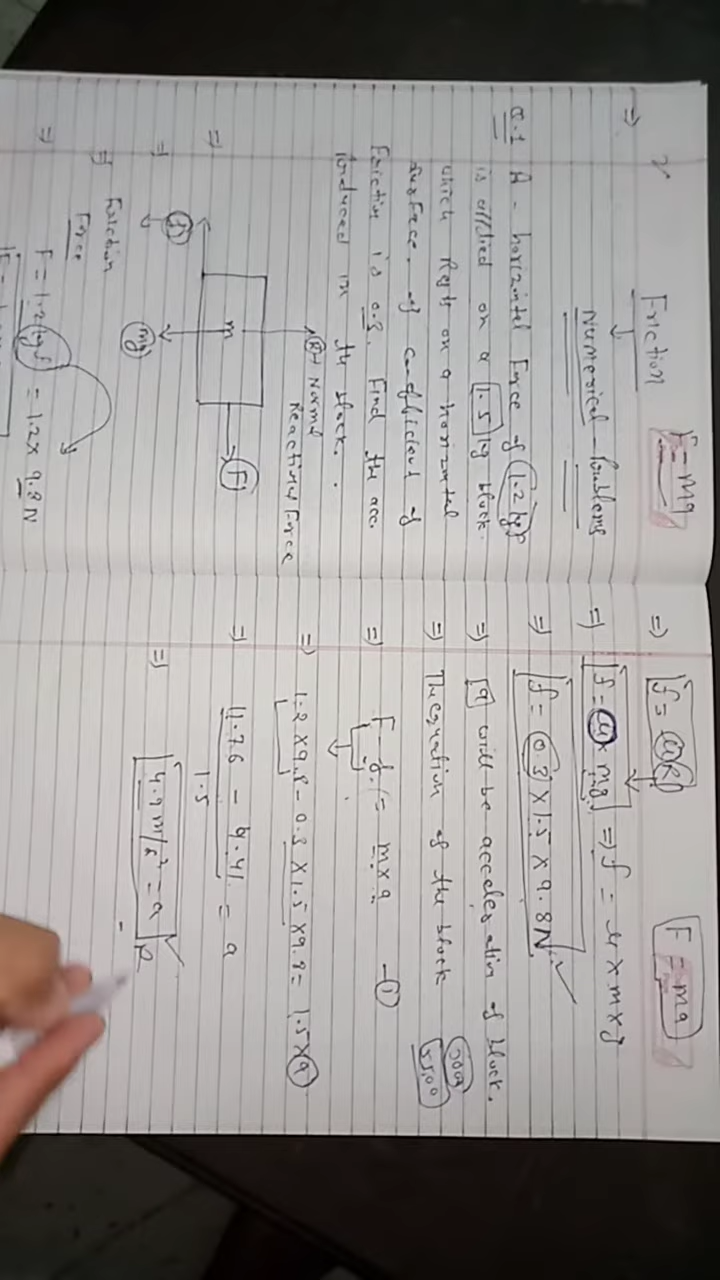 Friction
F = ma
Numerical - Problems
Q.1 A - horizontal Force of 1.2 kgf
is applied on a 1.5 kg block.
which Rests on a horizontal
surface. of coefficient of
Friction is 0.3. Find the acc.
Produced in the block.
R → Normal
Reaction Force
m
F
f
mg
⇒ Friction
Force
⇒ F = 1.2 kgf = 1.2 × 9.8 N
F = ma
⇒ f = μR
⇒ f = μ × mg ⇒ f = μ × m × g
⇒ f = 0.3 × 1.5 × 9.8 N
⇒ a will be acceleration of block.
⇒ The equation of the block
⇒ F - f = m × a - ①
⇒ 1.2 × 9.8 - 0.3 × 1.5 × 9.8 = 1.5 × a
⇒ 11.76 - 4.41 = a
1.5
⇒ 4.9 m/s² = a